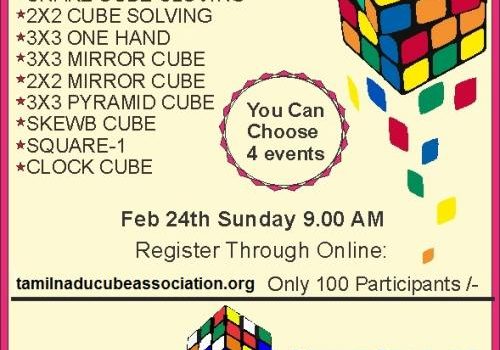 2X2 CUBE SOLVING
3X3 ONE HAND
3X3 MIRROR CUBE
2X2 MIRROR CUBE
3X3 PYRAMID CUBE
SKEWB CUBE
SQUARE-1
CLOCK CUBE
You Can
Choose
4 events
Feb 24th Sunday 9.00 AM
Register Through Online:
tamilnaducubeassociation.org Only 100 Participants /-